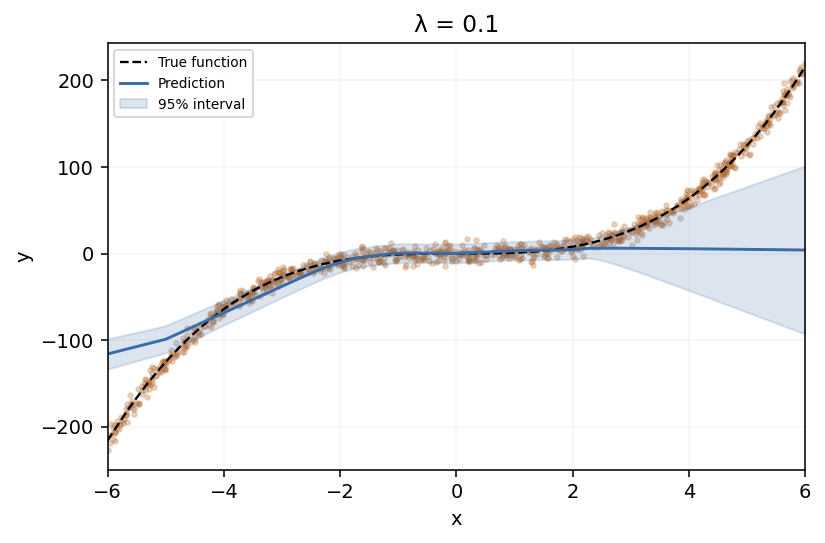 λ = 0.1
True function
Prediction
95% interval
y
200
100
0
−100
−200
−6
−4
−2
0
2
4
6
x